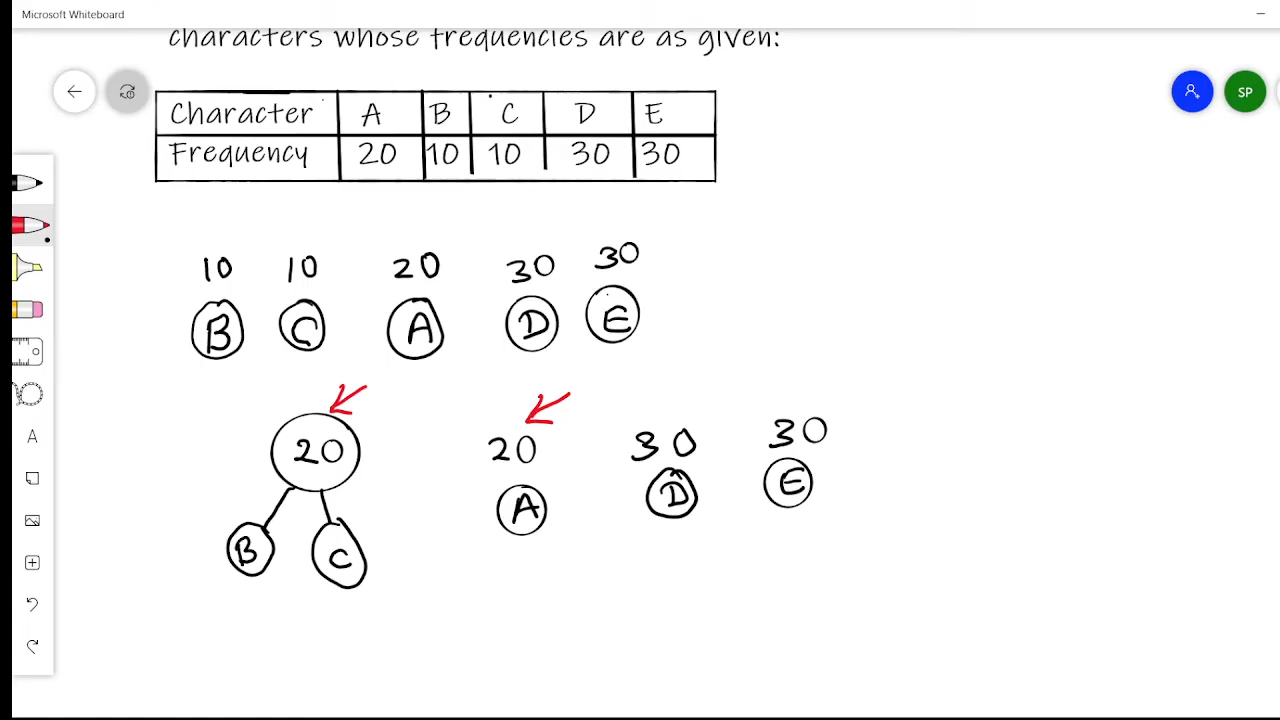 Microsoft Whiteboard
characters whose frequencies are as given:
SP
Character A B C D E
Frequency 20 10 10 30 30
10 10 20 30 30
B C A D E
20 20 30 30
A D E
B C
A